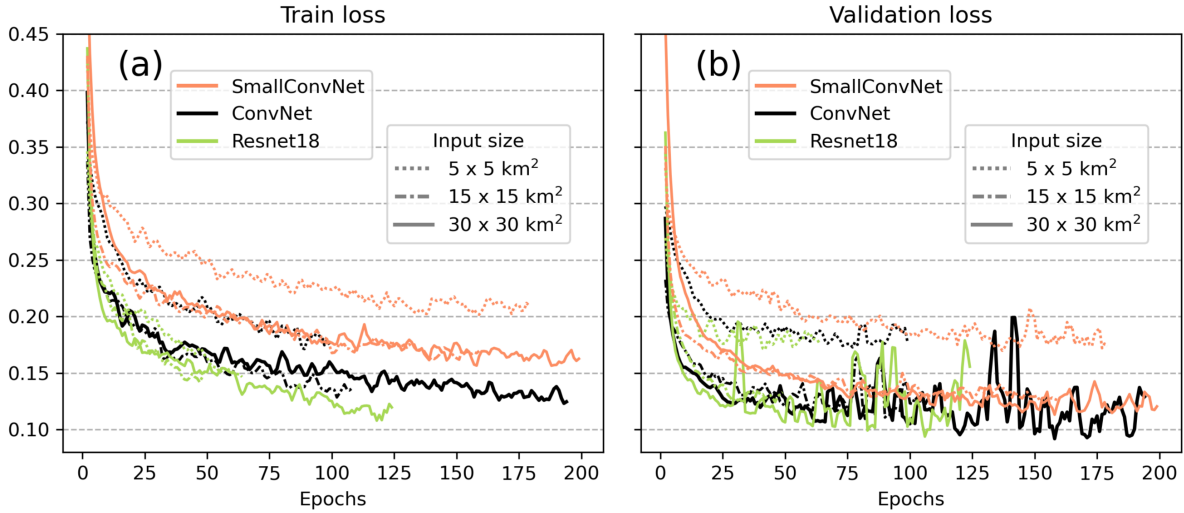 Train loss
(a)
SmallConvNet
ConvNet
Resnet18
Input size
5 x 5 km²
15 x 15 km²
30 x 30 km²
0.45
0.40
0.35
0.30
0.25
0.20
0.15
0.10
0 25 50 75 100 125 150 175 200
Epochs
Validation loss
(b)
SmallConvNet
ConvNet
Resnet18
Input size
5 x 5 km²
15 x 15 km²
30 x 30 km²
0 25 50 75 100 125 150 175 200
Epochs